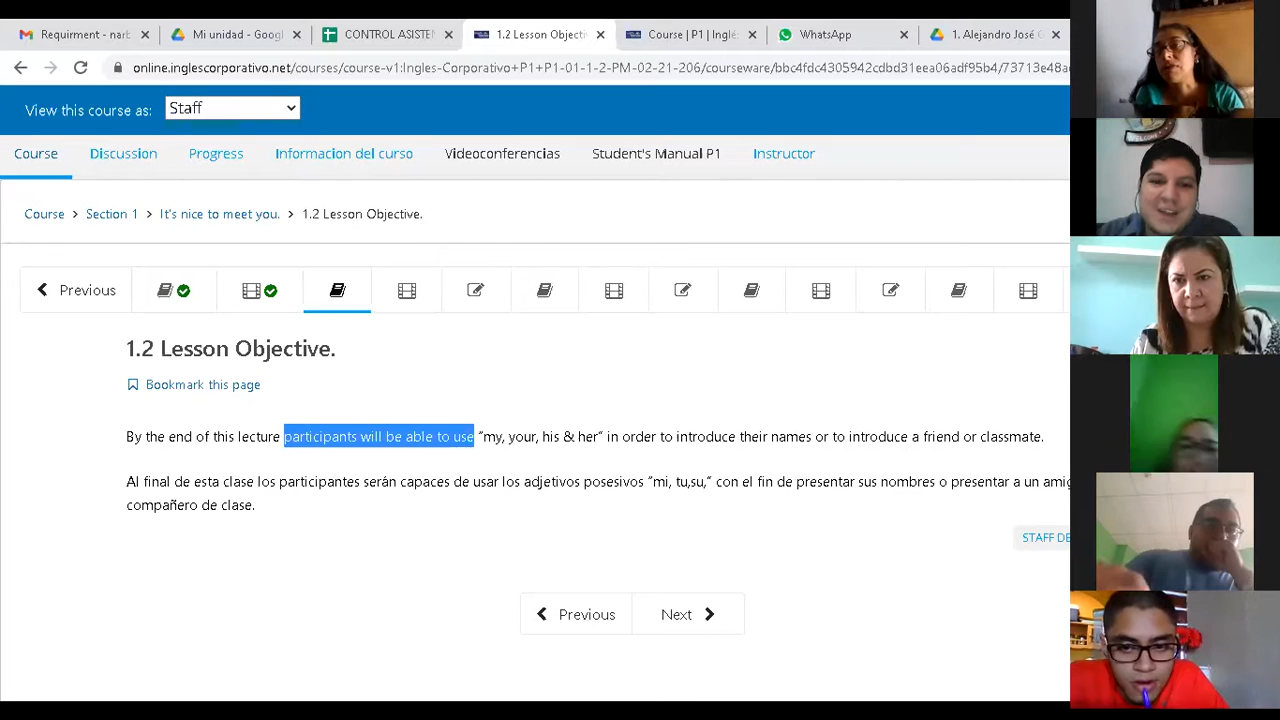 Requirment - narb
Mi unidad - Googl
CONTROL ASISTEN
1.2 Lesson Objectiv
Course | P1 | Inglé
WhatsApp
1. Alejandro José G
online.inglescorporativo.net/courses/course-v1:Ingles-Corporativo+P1+P1-01-1-2-PM-02-21-206/courseware/bbc4fdc4305942cdbd31eea06adf95b4/73713e48a
View this course as:
Staff
Course
Discussion
Progress
Informacion del curso
Videoconferencias
Student's Manual P1
Instructor
Course > Section 1 > It's nice to meet you. > 1.2 Lesson Objective.
Previous
1.2 Lesson Objective.
Bookmark this page
By the end of this lecture participants will be able to use "my, your, his & her" in order to introduce their names or to introduce a friend or classmate.
Al final de esta clase los participantes serán capaces de usar los adjetivos posesivos "mi, tu,su," con el fin de presentar sus nombres o presentar a un amig
compañero de clase.
STAFF DE
Previous
Next